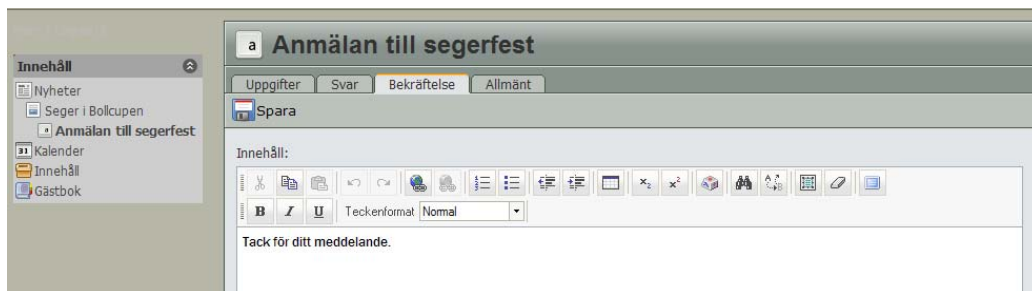 Anmälan till segerfest
Innehåll
Nyheter
Seger i Bollcupen
Anmälan till segerfest
Kalender
Innehåll
Gästbok
Uppgifter Svar Bekräftelse Allmänt
Spara
Innehåll:
B I U Teckenformat Normal
Tack för ditt meddelande.